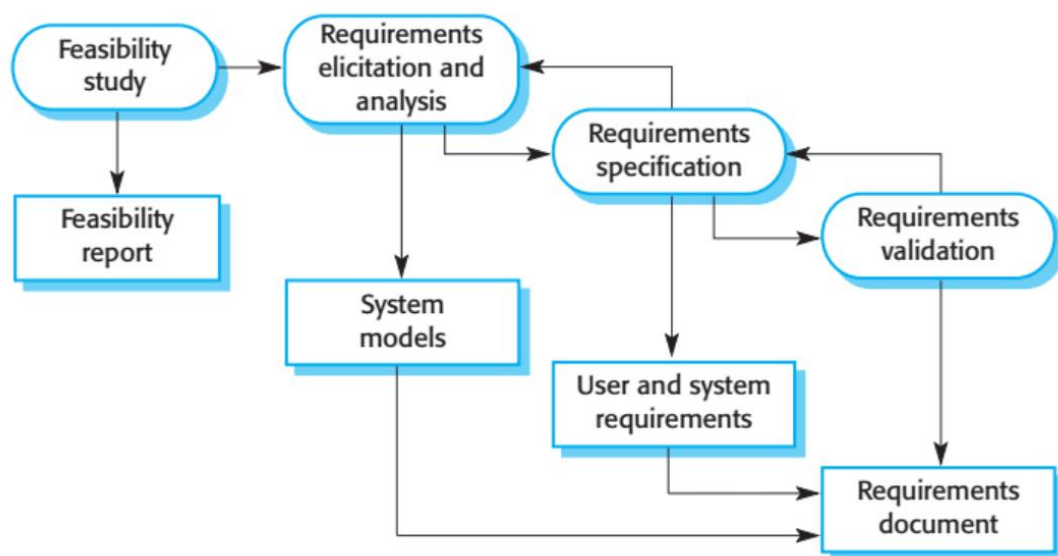 Feasibility
study
Requirements
elicitation and
analysis
Requirements
specification
Requirements
validation
Feasibility
report
System
models
User and system
requirements
Requirements
document